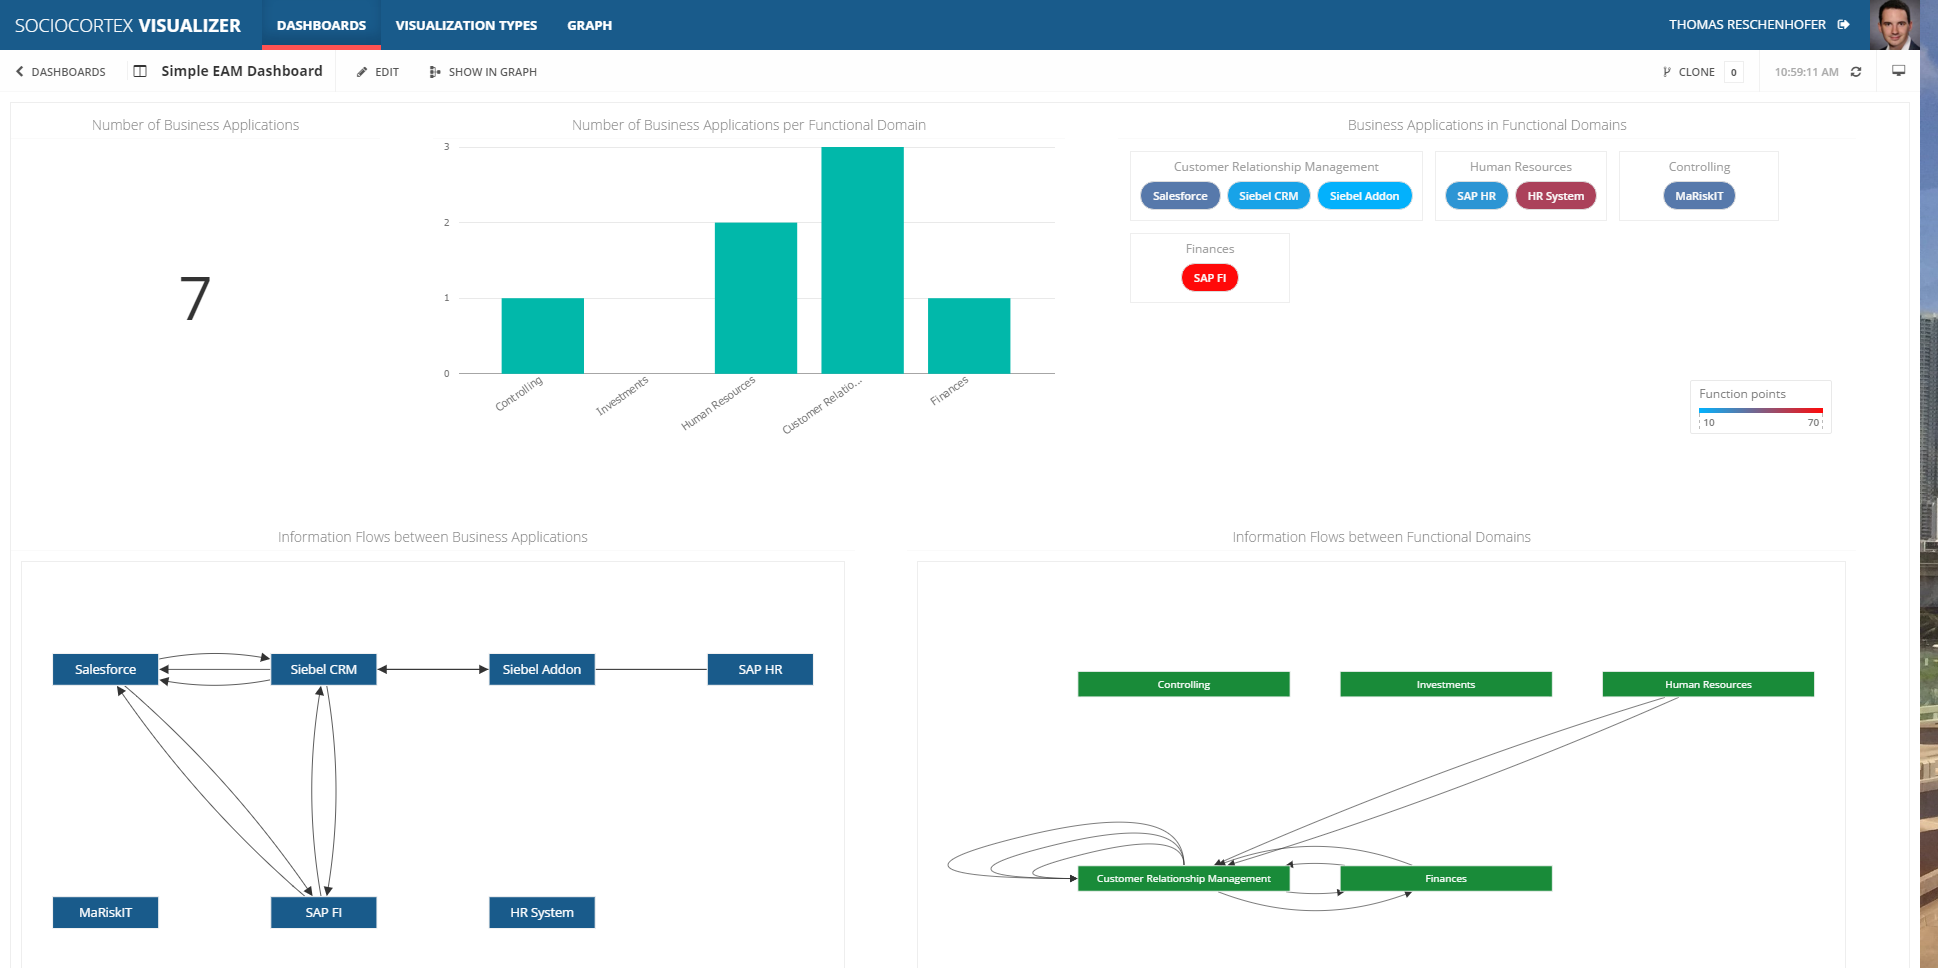 SOCIOCORTEX VISUALIZER DASHBOARDS VISUALIZATION TYPES GRAPH THOMAS RESCHENHOFER
DASHBOARDS Simple EAM Dashboard EDIT SHOW IN GRAPH CLONE 0 10:59:11 AM
Number of Business Applications
7
Number of Business Applications per Functional Domain
3
2
1
0
Controlling
Investments
Human Resources
Customer Relatio...
Finances
Business Applications in Functional Domains
Customer Relationship Management
Salesforce Siebel CRM Siebel Addon
Human Resources
SAP HR HR System
Controlling
MaRiskIT
Finances
SAP FI
Function points
10 70
Information Flows between Business Applications
Salesforce Siebel CRM Siebel Addon SAP HR
MaRiskIT SAP FI HR System
Information Flows between Functional Domains
Controlling Investments Human Resources
Customer Relationship Management Finances